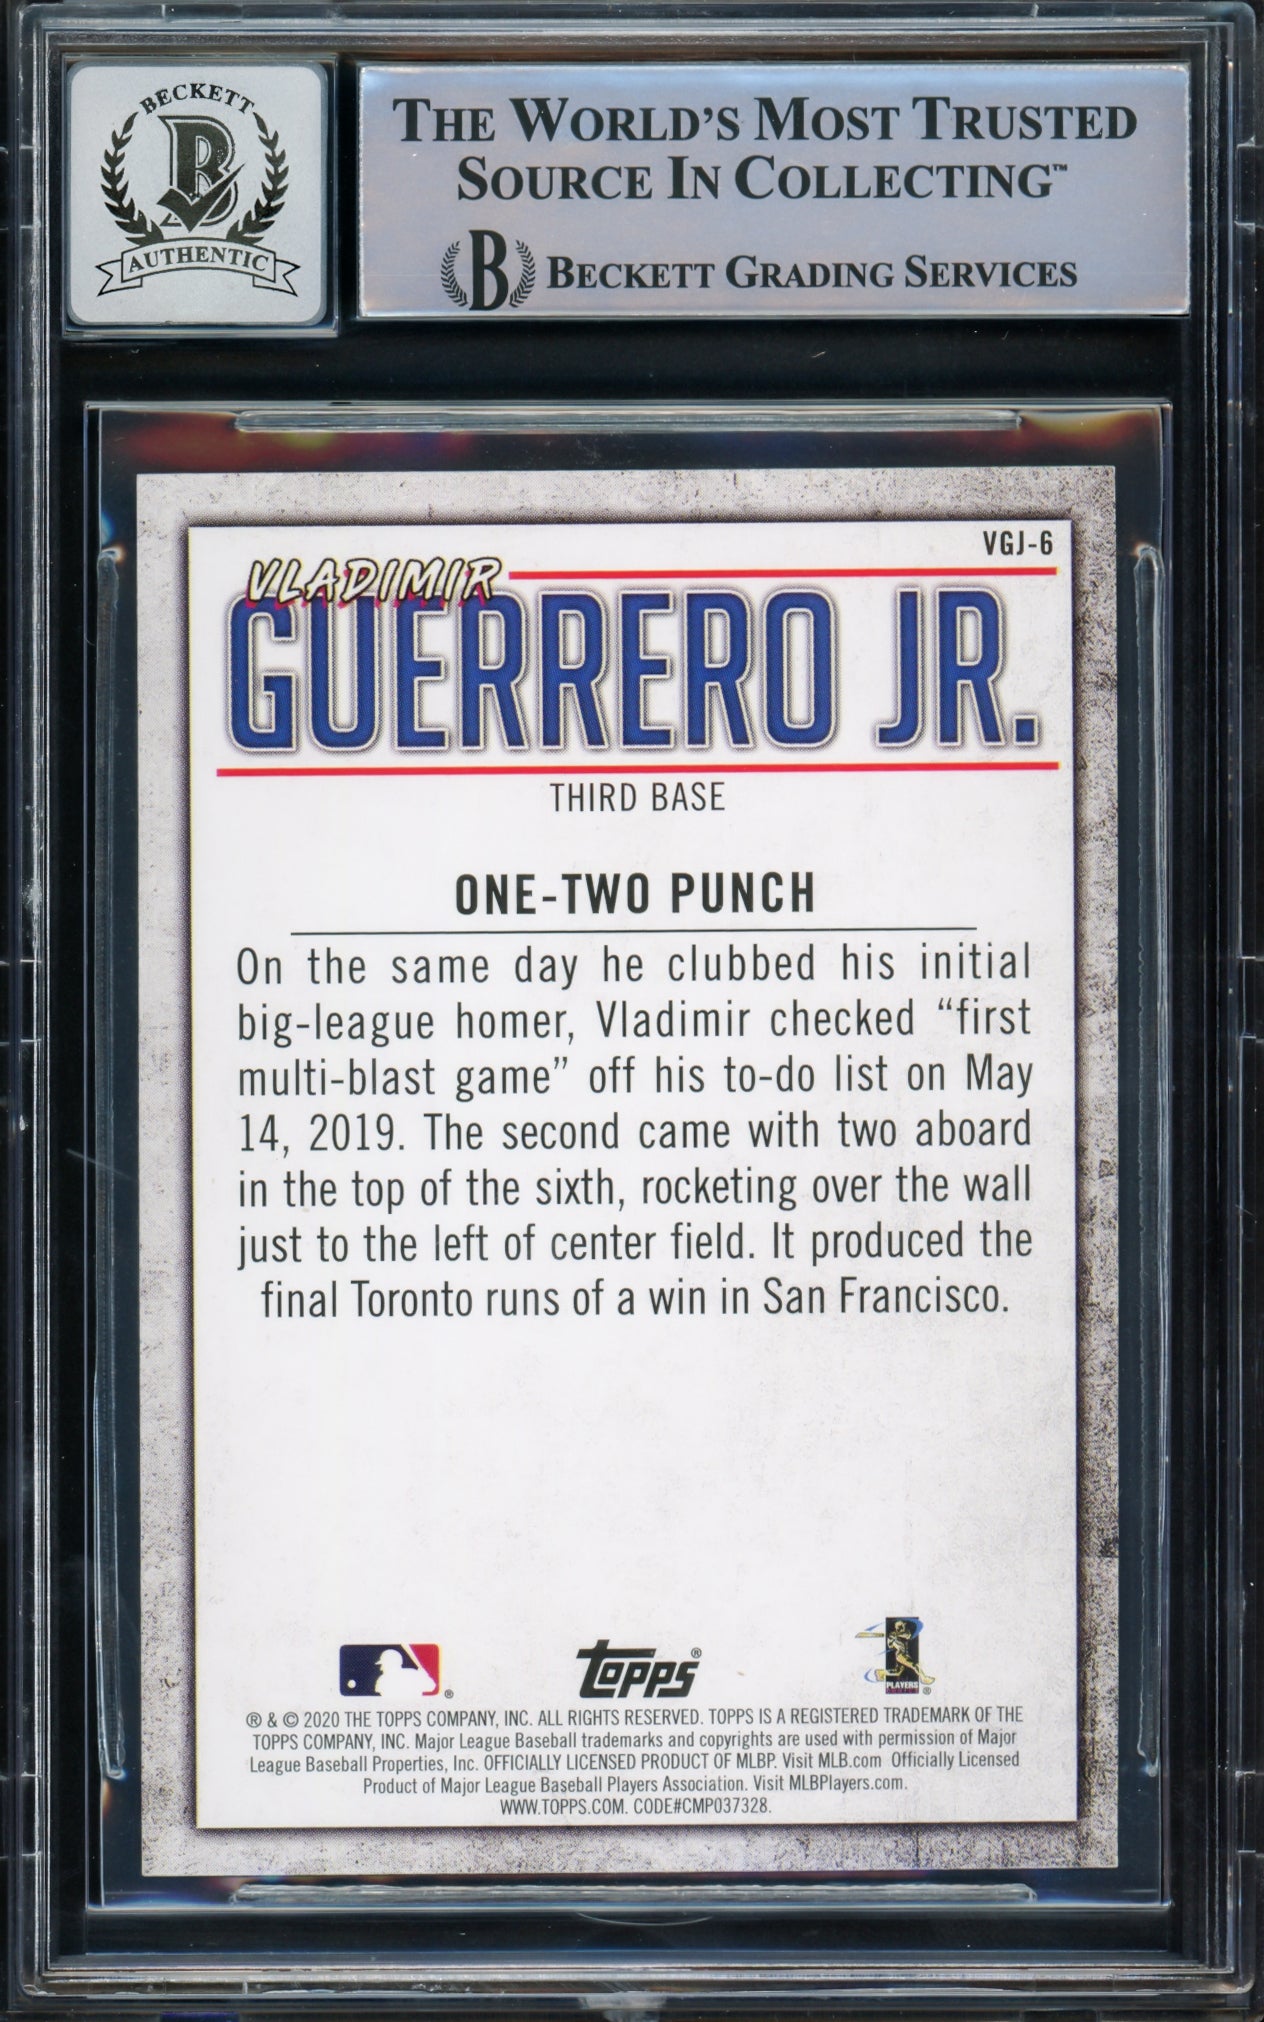 BECKETT
B
AUTHENTIC
THE WORLD'S MOST TRUSTED
SOURCE IN COLLECTING™
B BECKETT GRADING SERVICES
VGJ-6
VLADIMIR
GUERRERO JR.
THIRD BASE
ONE-TWO PUNCH
On the same day he clubbed his initial
big-league homer, Vladimir checked “first
multi-blast game” off his to-do list on May
14, 2019. The second came with two aboard
in the top of the sixth, rocketing over the wall
just to the left of center field. It produced the
final Toronto runs of a win in San Francisco.
®
topps®
PLAYERS
®
® & © 2020 THE TOPPS COMPANY, INC. ALL RIGHTS RESERVED. TOPPS IS A REGISTERED TRADEMARK OF THE
TOPPS COMPANY, INC. Major League Baseball trademarks and copyrights are used with permission of Major
League Baseball Properties, Inc. OFFICIALLY LICENSED PRODUCT OF MLBP. Visit MLB.com Officially Licensed
Product of Major League Baseball Players Association. Visit MLBPlayers.com.
WWW.TOPPS.COM. CODE#CMP037328.